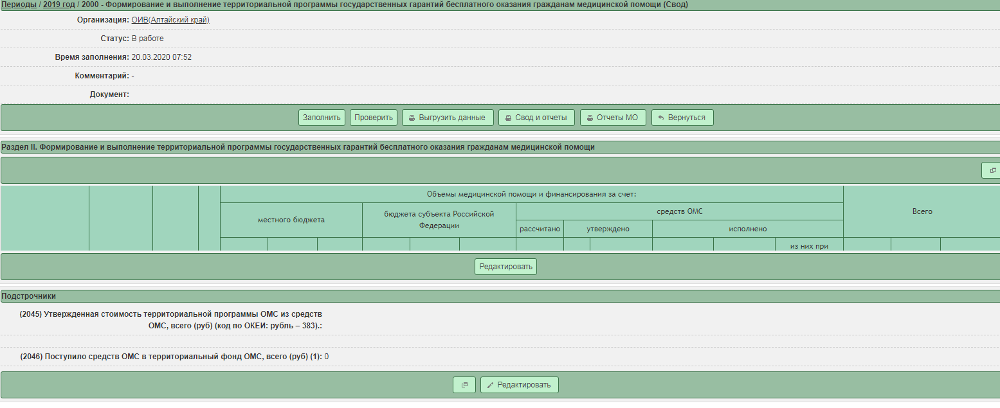 Периоды / 2019 год / 2000 - Формирование и выполнение территориальной программы государственных гарантий бесплатного оказания гражданам медицинской помощи (Свод)
Организация: ОИВ(Алтайский край)
Статус: В работе
Время заполнения: 20.03.2020 07:52
Комментарий: -
Документ:
Заполнить Проверить Выгрузить данные Свод и отчеты Отчеты МО Вернуться
Раздел II. Формирование и выполнение территориальной программы государственных гарантий бесплатного оказания гражданам медицинской помощи
Объемы медицинской помощи и финансирования за счет:
местного бюджета
бюджета субъекта Российской
Федерации
средств ОМС
Всего
рассчитано утверждено исполнено
из них при
Редактировать
Подстрочники
(2045) Утвержденная стоимость территориальной программы ОМС из средств
ОМС, всего (руб) (код по ОКЕИ: рубль – 383).:
(2046) Поступило средств ОМС в территориальный фонд ОМС, всего (руб) (1): 0
Редактировать